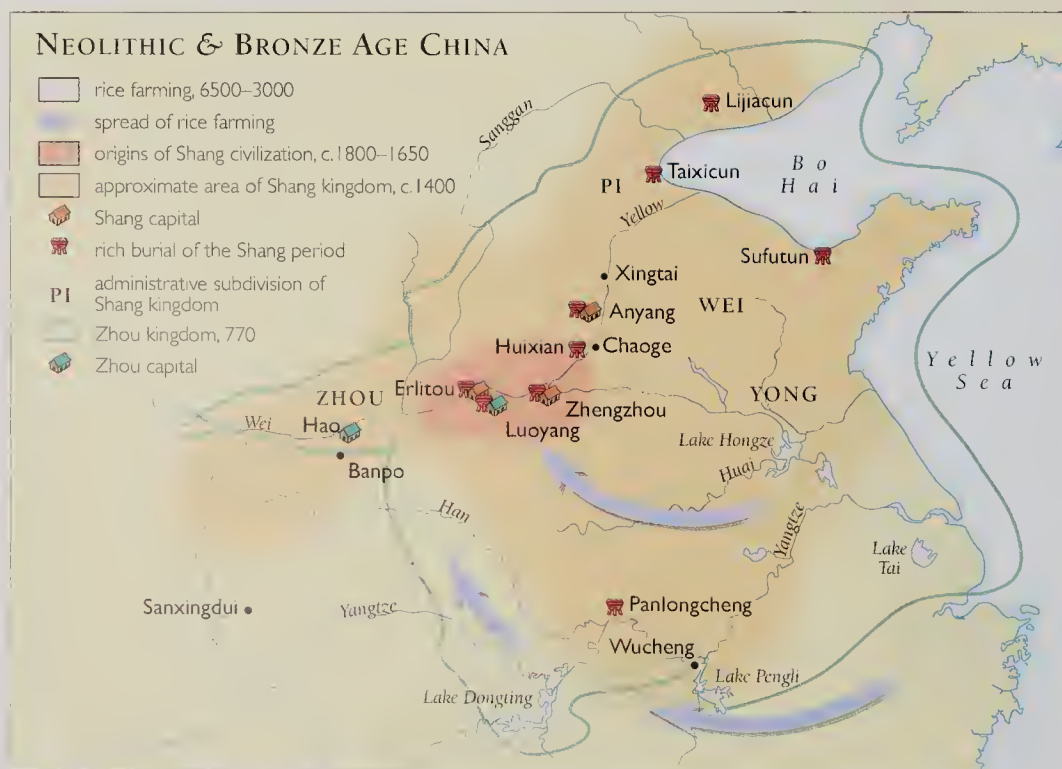 NEOLITHIC & BRONZE AGE CHINA
rice farming, 6500–3000
spread of rice farming
origins of Shang civilization, c. 1800–1650
approximate area of Shang kingdom, c. 1400
Shang capital
rich burial of the Shang period
PI
administrative subdivision of
Shang kingdom
Zhou kingdom, 770
Zhou capital
Sanggan
Lijiacun
Bo
Hai
PI
Taixicun
Yellow
Sufutun
Xingtai
Anyang
WEI
Huixian
Chaoge
Yellow
Sea
ZHOU
Erlitou
Zhengzhou
YONG
Luoyang
Wei
Hao
Banpo
Lake Hongze
Huai
Han
Yangtze
Lake
Tai
Sanxingdui
Yangtze
Panlongcheng
Wucheng
Lake Pengli
Lake Dongting